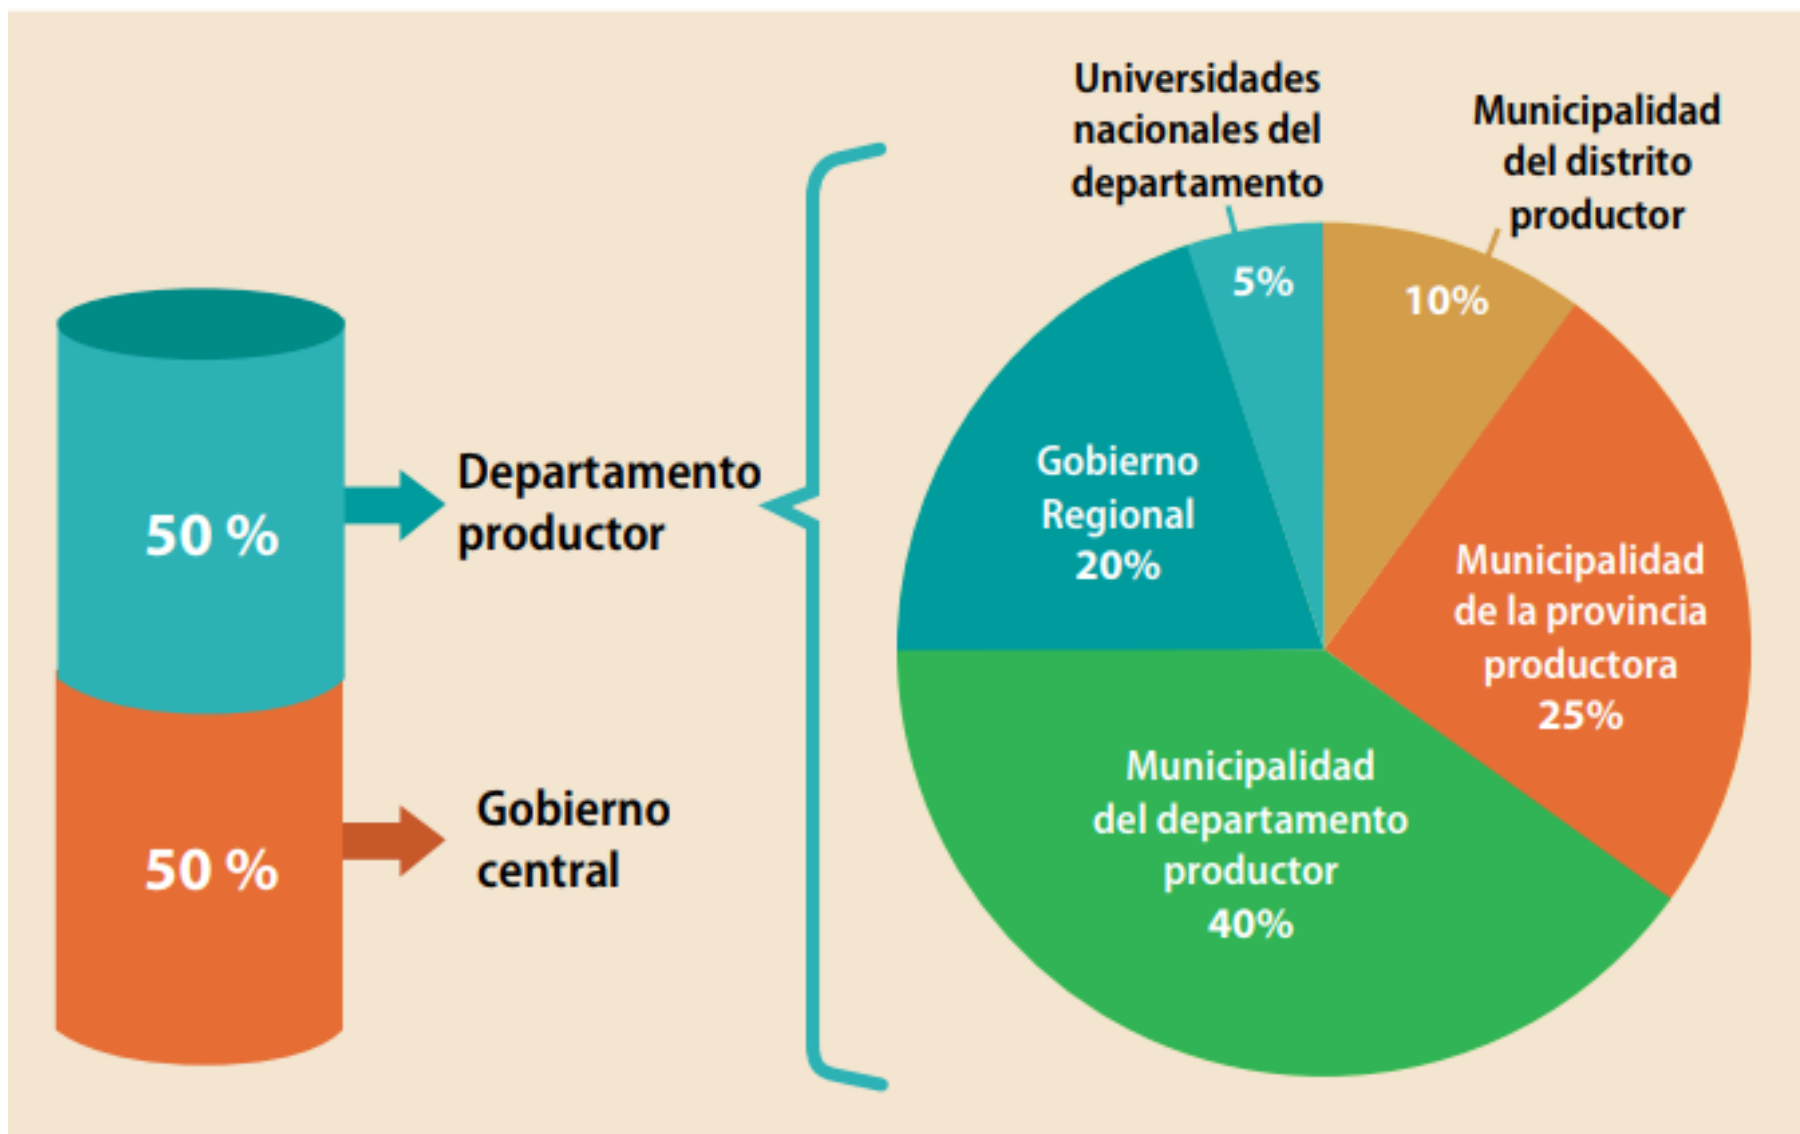 50 %
Departamento
productor
50 %
Gobierno
central
Universidades
nacionales del
departamento
5%
Municipalidad
del distrito
productor
10%
Gobierno
Regional
20%
Municipalidad
de la provincia
productora
25%
Municipalidad
del departamento
productor
40%